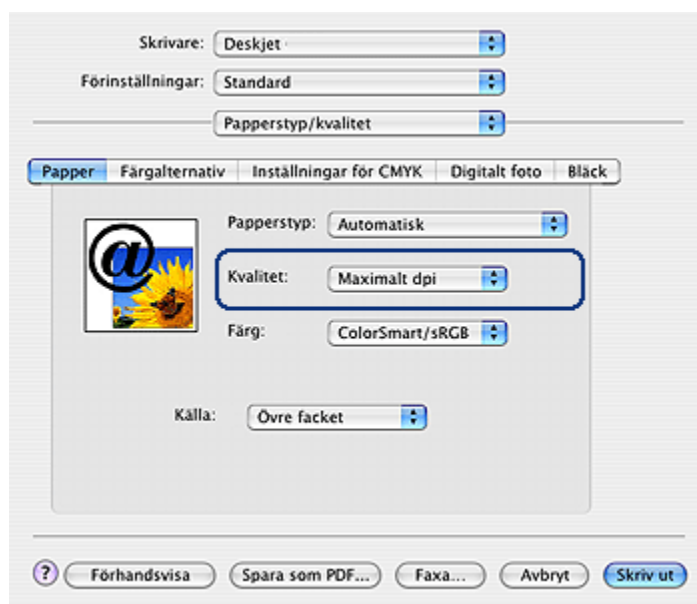 Skrivare: Deskjet
Förinställningar: Standard
Papperstyp/kvalitet
Papper Färgalternativ Inställningar för CMYK Digitalt foto Bläck
Papperstyp: Automatisk
@
Kvalitet: Maximalt dpi
Färg: ColorSmart/sRGB
Källa: Övre facket
? Förhandsvisa Spara som PDF... Faxa... Avbryt Skriv ut